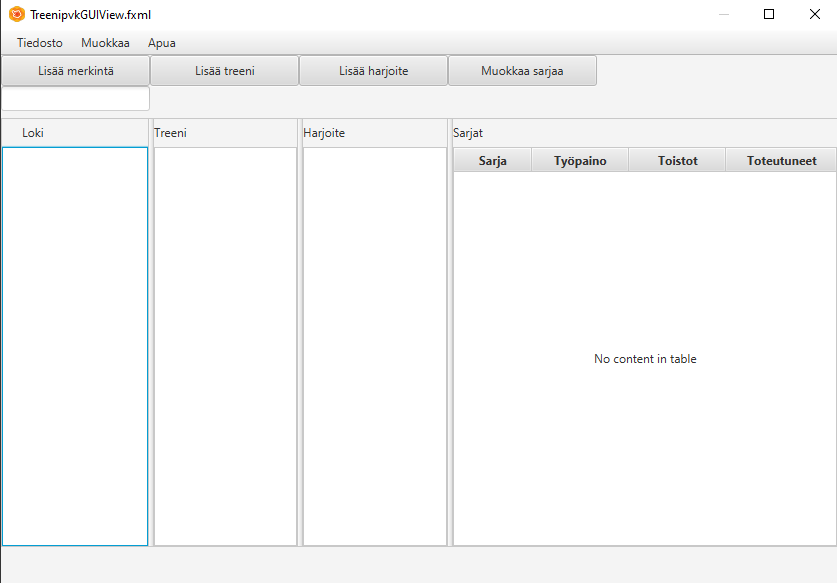 TreenipvkGUIView.fxml
Tiedosto Muokkaa Apua
Lisää merkintä Lisää treeni Lisää harjoite Muokkaa sarjaa
Loki Treeni Harjoite Sarjat
Sarja Työpaino Toistot Toteutuneet
No content in table